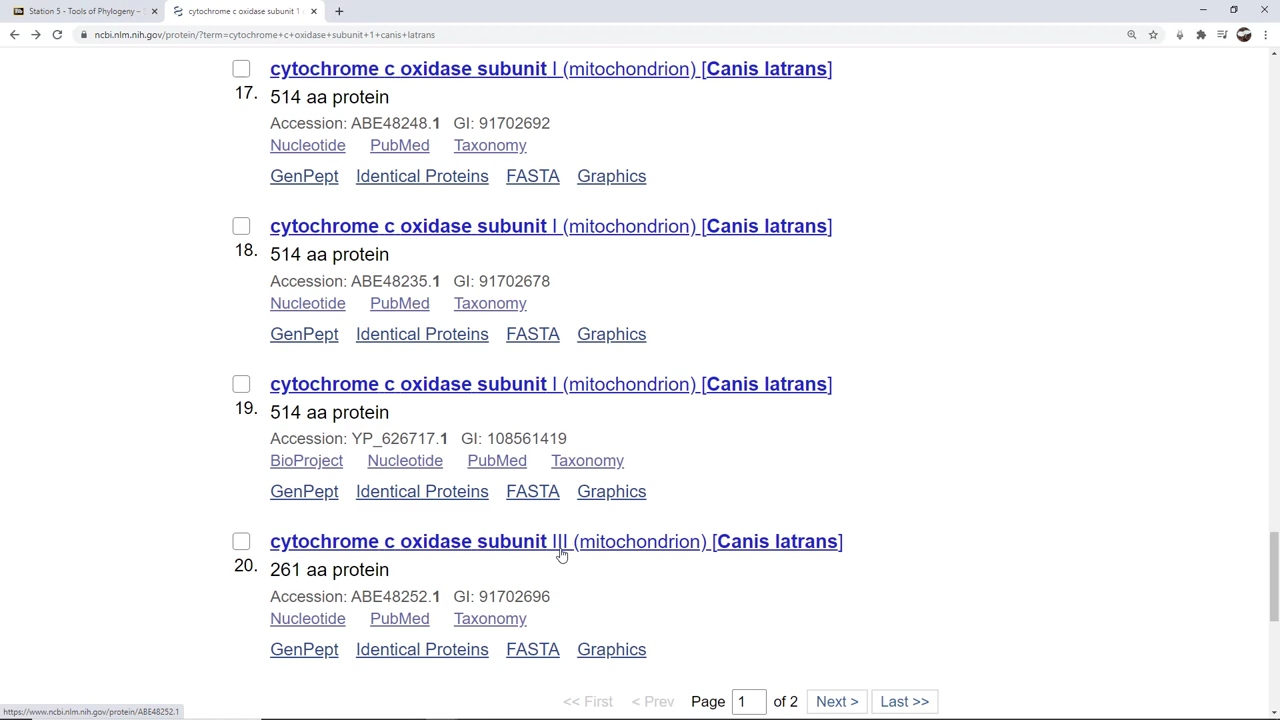 Station 5 - Tools of Phylogeny –
cytochrome c oxidase subunit 1
ncbi.nlm.nih.gov/protein/?term=cytochrome+c+oxidase+subunit+1+canis+latrans
cytochrome c oxidase subunit I (mitochondrion) [Canis latrans]
17. 514 aa protein
Accession: ABE48248.1 GI: 91702692
Nucleotide PubMed Taxonomy
GenPept Identical Proteins FASTA Graphics
cytochrome c oxidase subunit I (mitochondrion) [Canis latrans]
18. 514 aa protein
Accession: ABE48235.1 GI: 91702678
Nucleotide PubMed Taxonomy
GenPept Identical Proteins FASTA Graphics
cytochrome c oxidase subunit I (mitochondrion) [Canis latrans]
19. 514 aa protein
Accession: YP_626717.1 GI: 108561419
BioProject Nucleotide PubMed Taxonomy
GenPept Identical Proteins FASTA Graphics
cytochrome c oxidase subunit III (mitochondrion) [Canis latrans]
20. 261 aa protein
Accession: ABE48252.1 GI: 91702696
Nucleotide PubMed Taxonomy
GenPept Identical Proteins FASTA Graphics
<< First < Prev Page 1 of 2 Next > Last >>
https://www.ncbi.nlm.nih.gov/protein/ABE48252.1